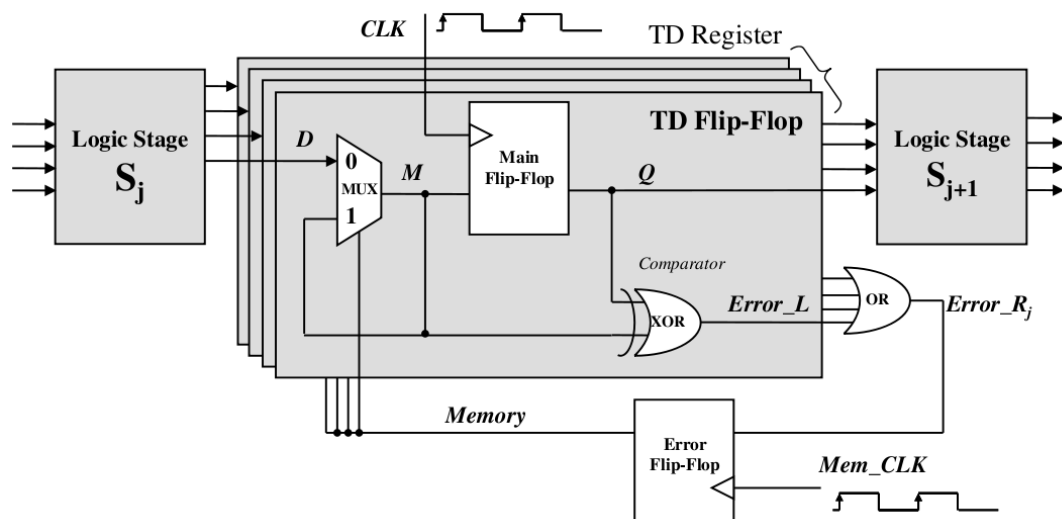 CLK
TD Register
Logic Stage
Sj
D
0
MUX
1
M
Main
Flip-Flop
TD Flip-Flop
Q
Logic Stage
Sj+1
Comparator
XOR
Error_L
OR
Error_Rj
Memory
Error
Flip-Flop
Mem_CLK